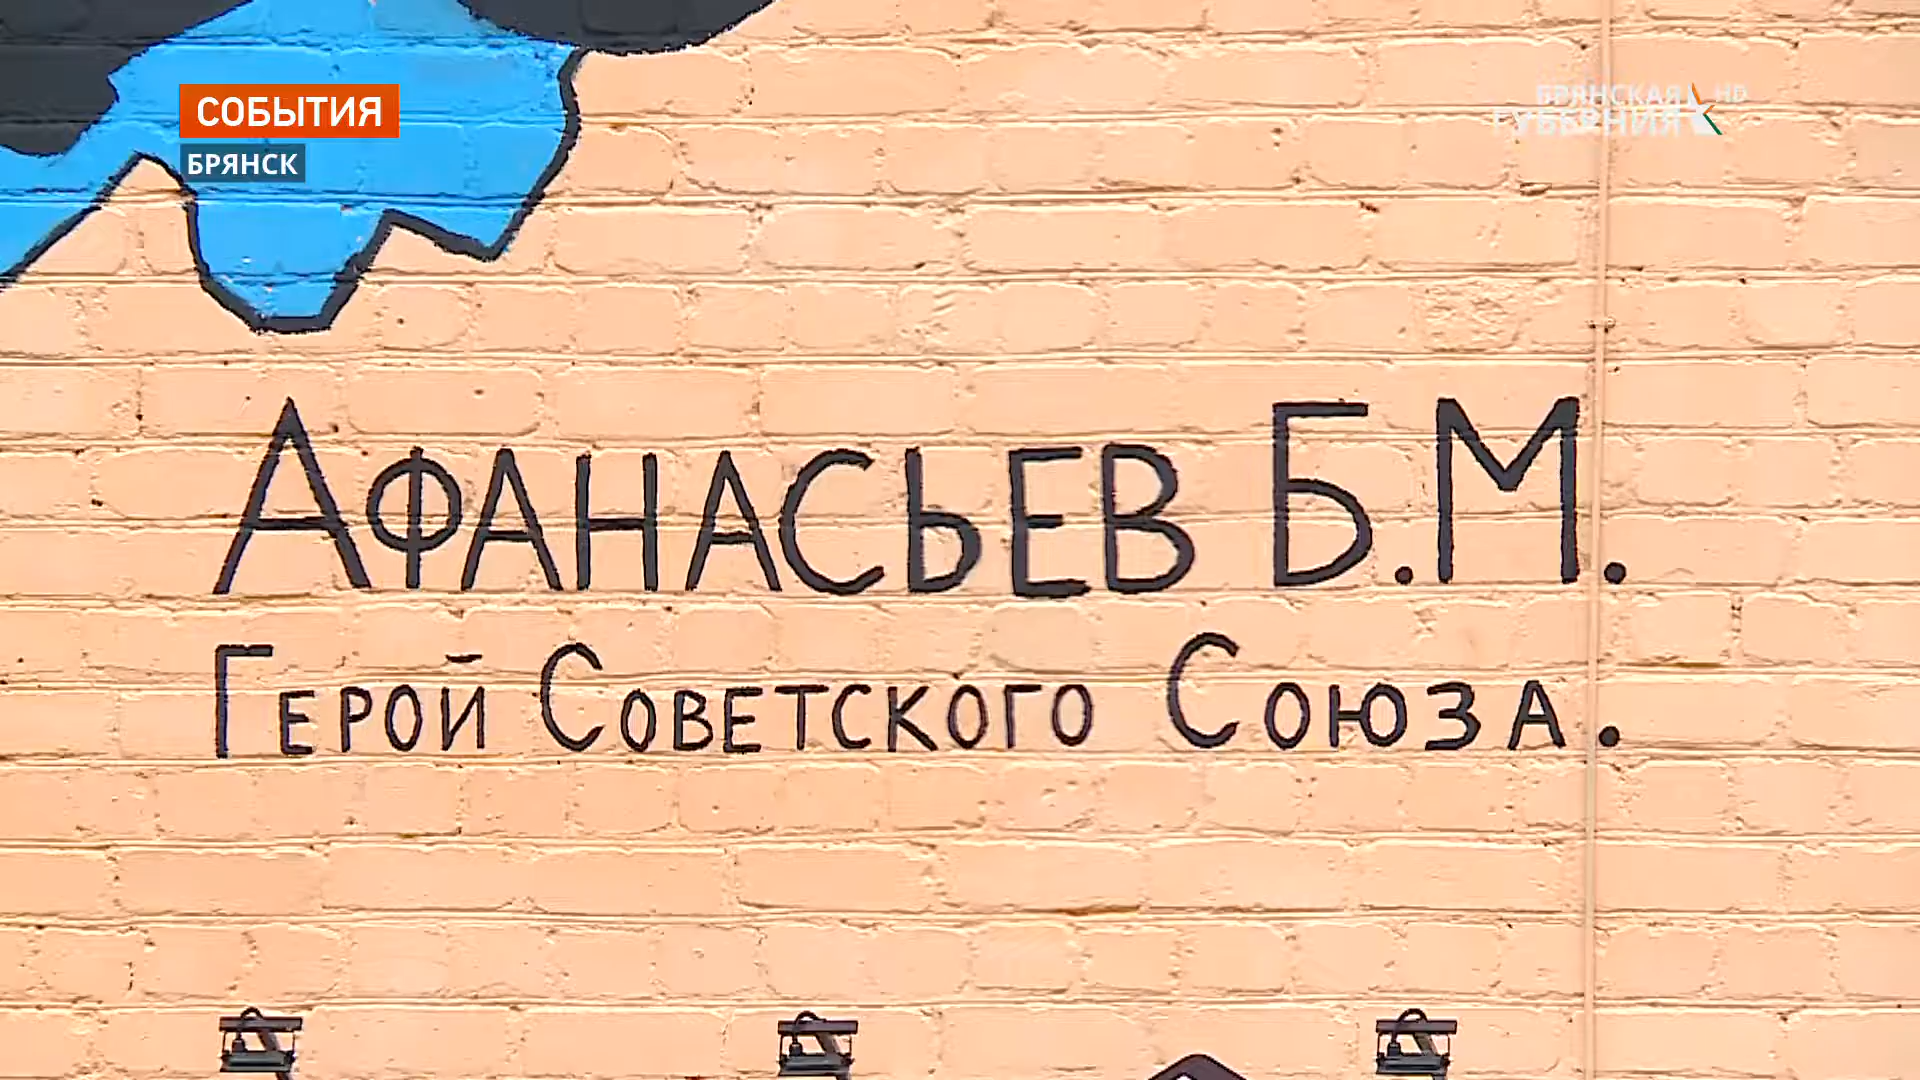 СОБЫТИЯ
БРЯНСК
БРЯНСКАЯ HD
ГУБЕРНИЯ
АФАНАСЬЕВ Б.М.
ГЕРОЙ СОВЕТСКОГО СОЮЗА.